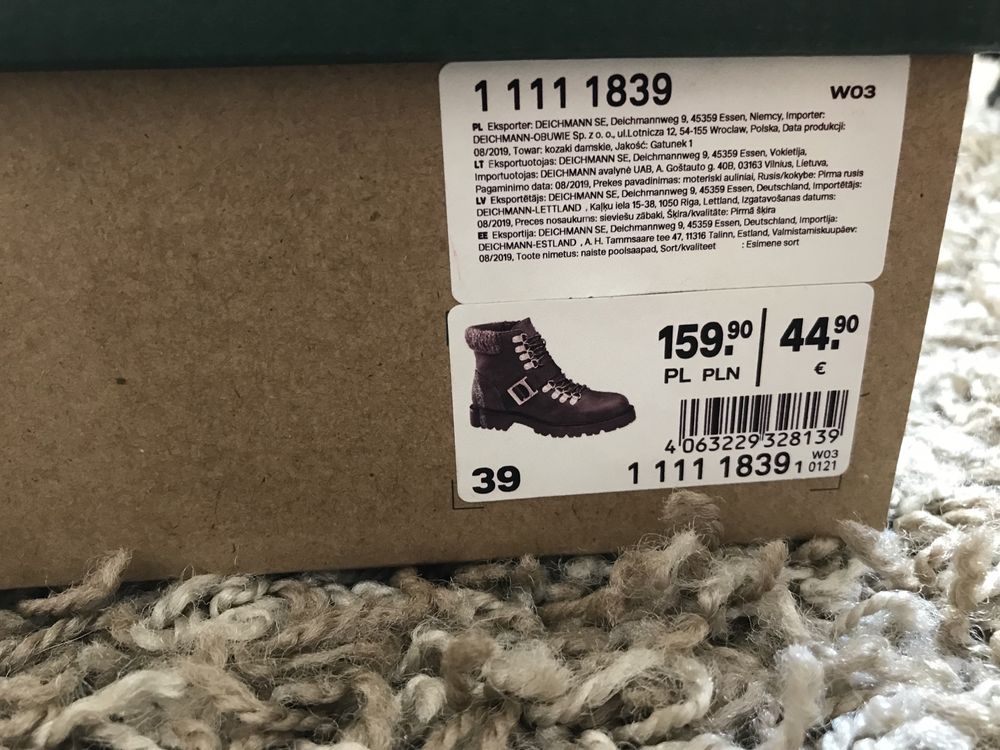 1 111 1839
W03
PL Eksporter: DEICHMANN SE, Deichmannweg 9, 45359 Essen, Niemcy, Importer:
DEICHMANN-OBUWIE Sp. z o. o., ul.Lotnicza 12, 54-155 Wroclaw, Polska, Data produkcji:
08/2019, Towar: kozaki damskie, Jakość: Gatunek 1
LT Eksportuotojas: DEICHMANN SE, Deichmannweg 9, 45359 Essen, Vokietija,
Importuotojas: DEICHMANN avalynė UAB, A. Goštauto g. 40B, 03163 Vilnius, Lietuva,
Pagaminimo data: 08/2019, Prekes pavadinimas: moteriski auliniai, Rusis/kokybe: Pirma rusis
LV Eksportētājs: DEICHMANN SE, Deichmannweg 9, 45359 Essen, Deutschland, Importētājs:
DEICHMANN-LETTLAND , Kaļķu iela 15-38, 1050 Riga, Lettland, Izgatavošanas datums:
08/2019, Preces nosaukums: sieviešu zābaki, Šķira/kvalitāte: Pirmā šķira
EE Eksportija: DEICHMANN SE, Deichmannweg 9, 45359 Essen, Deutschland, Importija:
DEICHMANN-ESTLAND , A. H. Tammsaare tee 47, 11316 Talinn, Estland, Valmistamiskuupäev:
08/2019, Toote nimetus: naiste poolsaapad, Sort/kvaliteet : Esimene sort
159.90 44.90
PL PLN €
4 063229 328139
39
1 111 1839 1 W03 0121